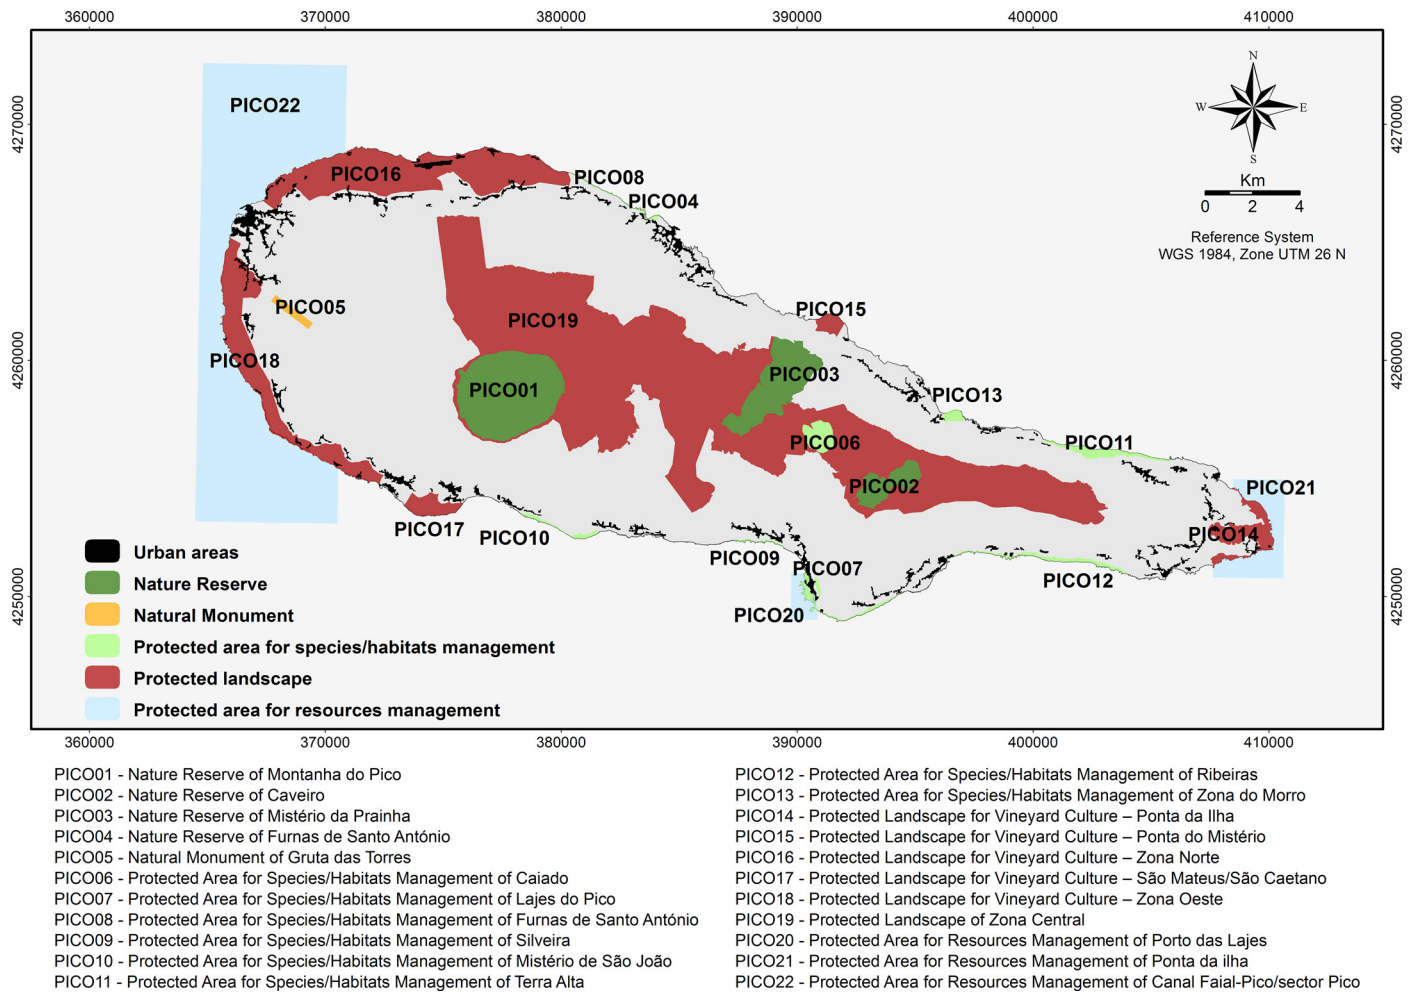 360000 370000 380000 390000 400000 410000
4270000
4260000
4250000
4270000
4260000
4250000
PICO22
N
W E
S
PICO16
PICO08
PICO04
Km
0 2 4
Reference System
WGS 1984, Zone UTM 26 N
PICO05
PICO15
PICO19
PICO18
PICO01
PICO03
PICO13
PICO06
PICO11
PICO02
PICO21
PICO17
PICO10
PICO14
PICO09
PICO07
PICO12
PICO20
Urban areas
Nature Reserve
Natural Monument
Protected area for species/habitats management
Protected landscape
Protected area for resources management
360000 370000 380000 390000 400000 410000
PICO01 - Nature Reserve of Montanha do Pico
PICO02 - Nature Reserve of Caveiro
PICO03 - Nature Reserve of Mistério da Prainha
PICO04 - Nature Reserve of Furnas de Santo António
PICO05 - Natural Monument of Gruta das Torres
PICO06 - Protected Area for Species/Habitats Management of Caiado
PICO07 - Protected Area for Species/Habitats Management of Lajes do Pico
PICO08 - Protected Area for Species/Habitats Management of Furnas de Santo António
PICO09 - Protected Area for Species/Habitats Management of Silveira
PICO10 - Protected Area for Species/Habitats Management of Mistério de São João
PICO11 - Protected Area for Species/Habitats Management of Terra Alta
PICO12 - Protected Area for Species/Habitats Management of Ribeiras
PICO13 - Protected Area for Species/Habitats Management of Zona do Morro
PICO14 - Protected Landscape for Vineyard Culture – Ponta da Ilha
PICO15 - Protected Landscape for Vineyard Culture – Ponta do Mistério
PICO16 - Protected Landscape for Vineyard Culture – Zona Norte
PICO17 - Protected Landscape for Vineyard Culture – São Mateus/São Caetano
PICO18 - Protected Landscape for Vineyard Culture – Zona Oeste
PICO19 - Protected Landscape of Zona Central
PICO20 - Protected Area for Resources Management of Porto das Lajes
PICO21 - Protected Area for Resources Management of Ponta da ilha
PICO22 - Protected Area for Resources Management of Canal Faial-Pico/sector Pico